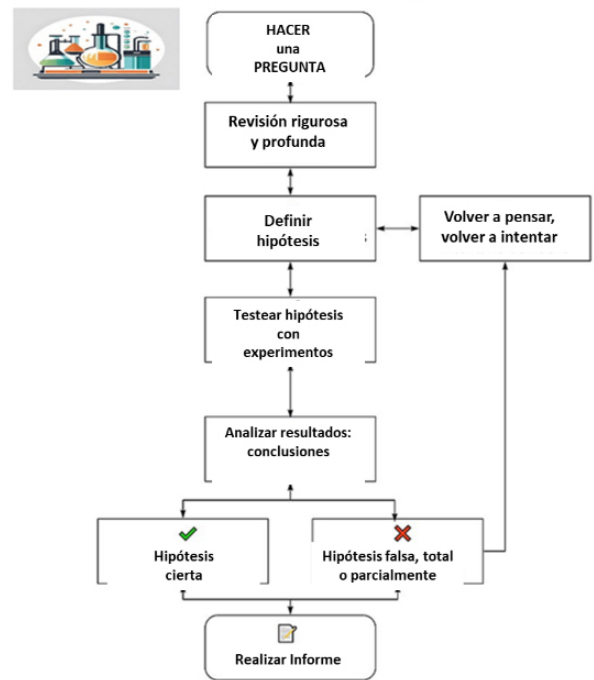 HACER
una
PREGUNTA
Revisión rigurosa
y profunda
Definir
hipótesis
Volver a pensar,
volver a intentar
Testear hipótesis
con
experimentos
Analizar resultados:
conclusiones
Hipótesis
cierta
Hipótesis falsa, total
o parcialmente
Realizar Informe